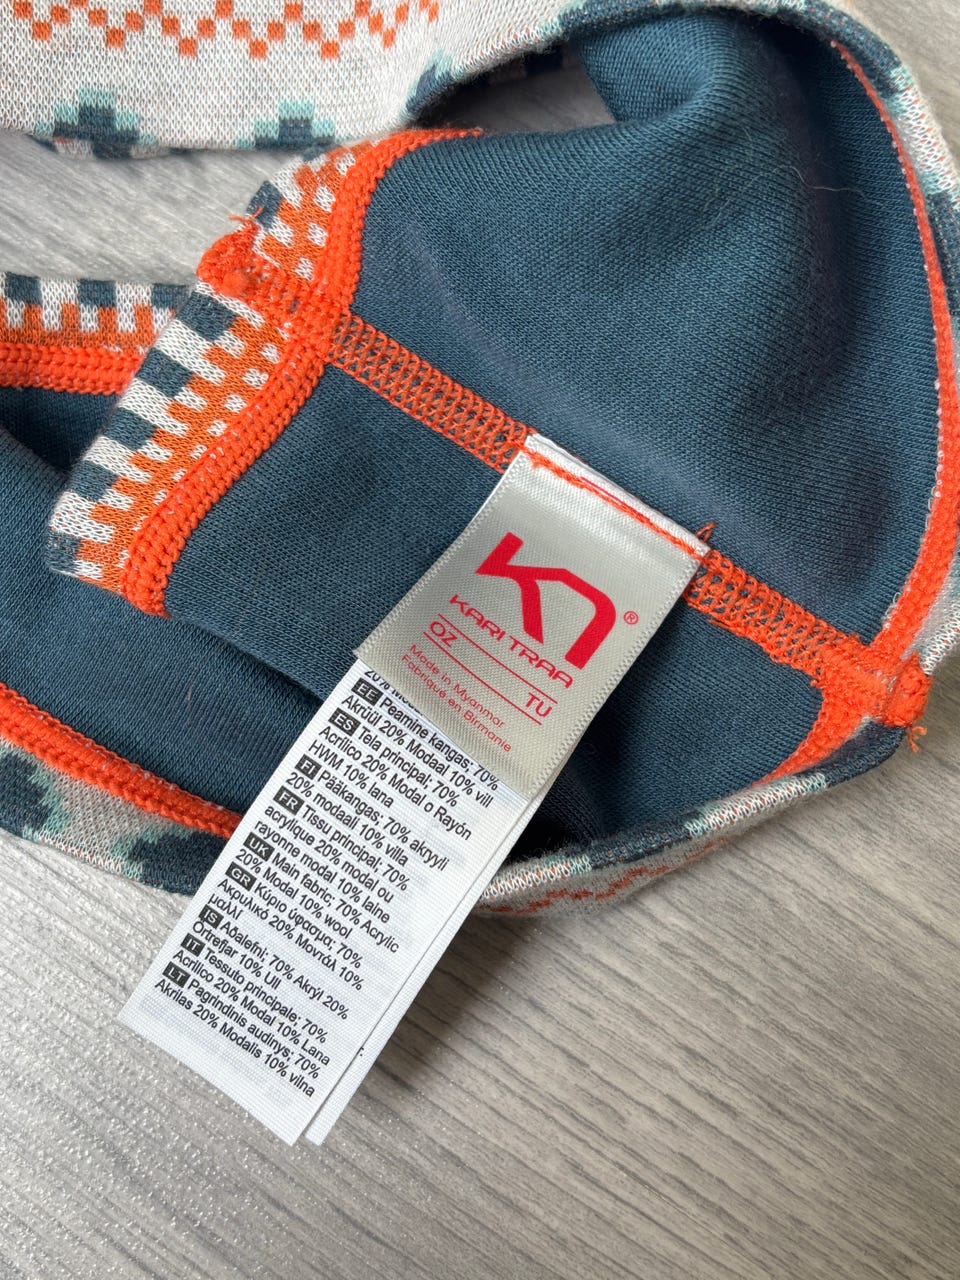 KARI TRAA®
OZ TU
Made in Myanmar
Fabriqué en Birmanie
EE Peamine kangas: 70%
Akrüül 20% Modaal 10% vill
ES Tela principal; 70%
Acrílico 20% Modal o Rayón
HWM 10% lana
FI Pääkangas: 70% akryyli
20% modaali 10% villa
FR Tissu principal: 70%
acrylique 20% modal ou
rayonne modal 10% laine
UK Main fabric; 70% Acrylic
20% Modal 10% wool
GR Κύριο ύφασμα; 70%
Ακρυλικό 20% Μοντάλ 10%
μαλλί
IS Aðalefni; 70% Akrýl 20%
Ortrefjar 10% Ull
IT Tessuto principale; 70%
Acrilico 20% Modal 10% Lana
LT Pagrindinis audinys; 70%
Akrilas 20% Modalis 10% vilna